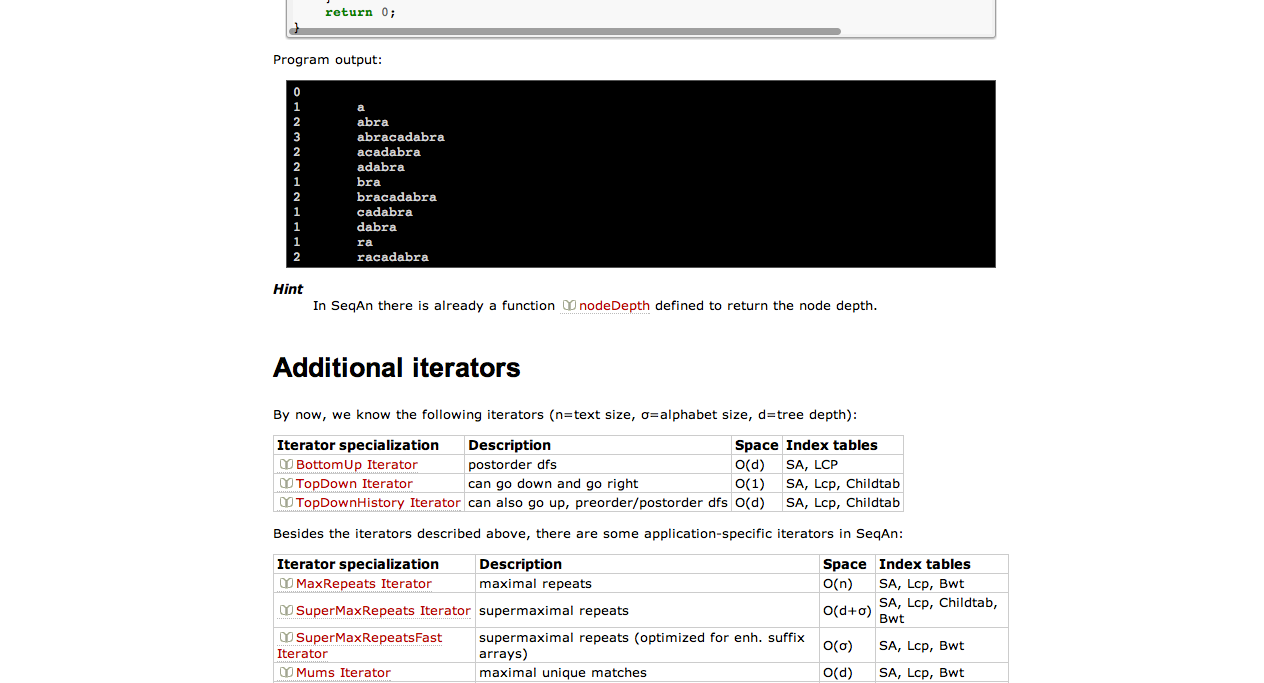 return 0;
}
Program output:
0
1 a
2 abra
3 abracadabra
2 acadabra
2 adabra
1 bra
2 bracadabra
1 cadabra
1 dabra
1 ra
2 racadabra
Hint
In SeqAn there is already a function nodeDepth defined to return the node depth.
Additional iterators
By now, we know the following iterators (n=text size, σ=alphabet size, d=tree depth):
Iterator specialization Description Space Index tables
BottomUp Iterator postorder dfs O(d) SA, LCP
TopDown Iterator can go down and go right O(1) SA, Lcp, Childtab
TopDownHistory Iterator can also go up, preorder/postorder dfs O(d) SA, Lcp, Childtab
Besides the iterators described above, there are some application-specific iterators in SeqAn:
Iterator specialization Description Space Index tables
MaxRepeats Iterator maximal repeats O(n) SA, Lcp, Bwt
SuperMaxRepeats Iterator supermaximal repeats O(d+σ) SA, Lcp, Childtab,
Bwt
SuperMaxRepeatsFast supermaximal repeats (optimized for enh. suffix
Iterator arrays) O(σ) SA, Lcp, Bwt
Mums Iterator maximal unique matches O(d) SA, Lcp, Bwt